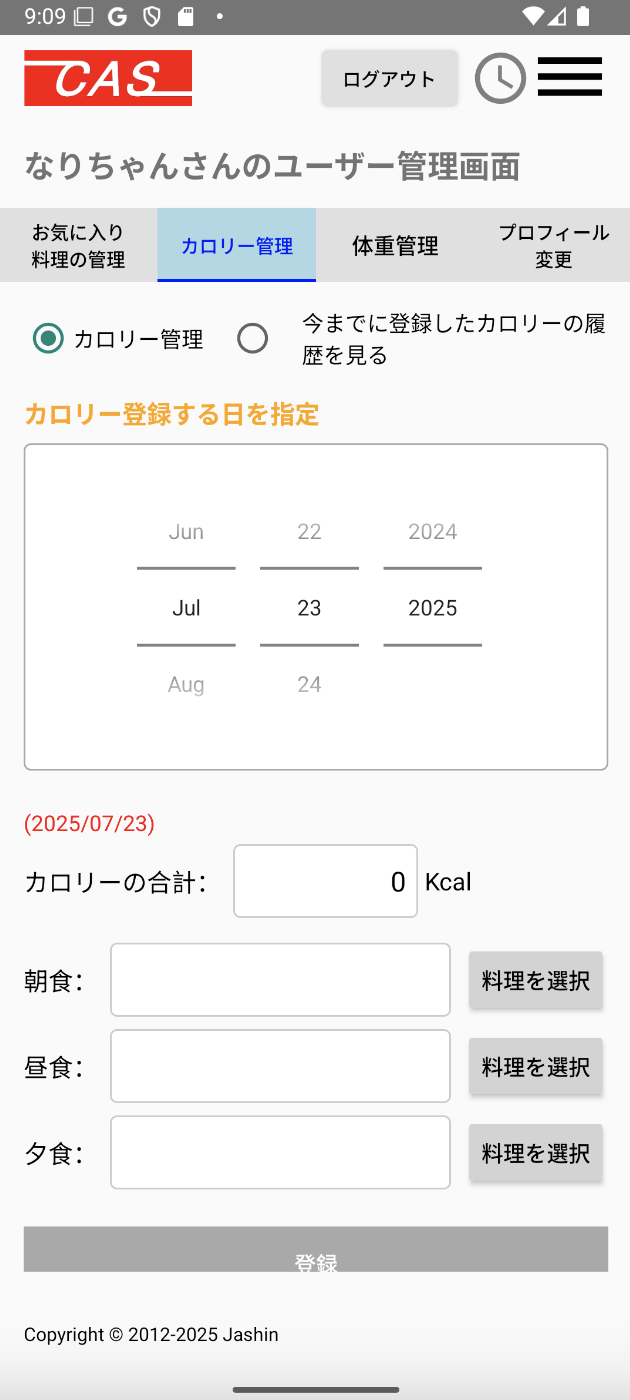 9:09
CAS
ログアウト
なりちゃんさんのユーザー管理画面
お気に入り
料理の管理
カロリー管理
体重管理
プロフィール
変更
カロリー管理
今までに登録したカロリーの履
歴を見る
カロリー登録する日を指定
Jun 22 2024
Jul 23 2025
Aug 24
(2025/07/23)
カロリーの合計： 0 Kcal
朝食： 料理を選択
昼食： 料理を選択
夕食： 料理を選択
登録
Copyright © 2012-2025 Jashin